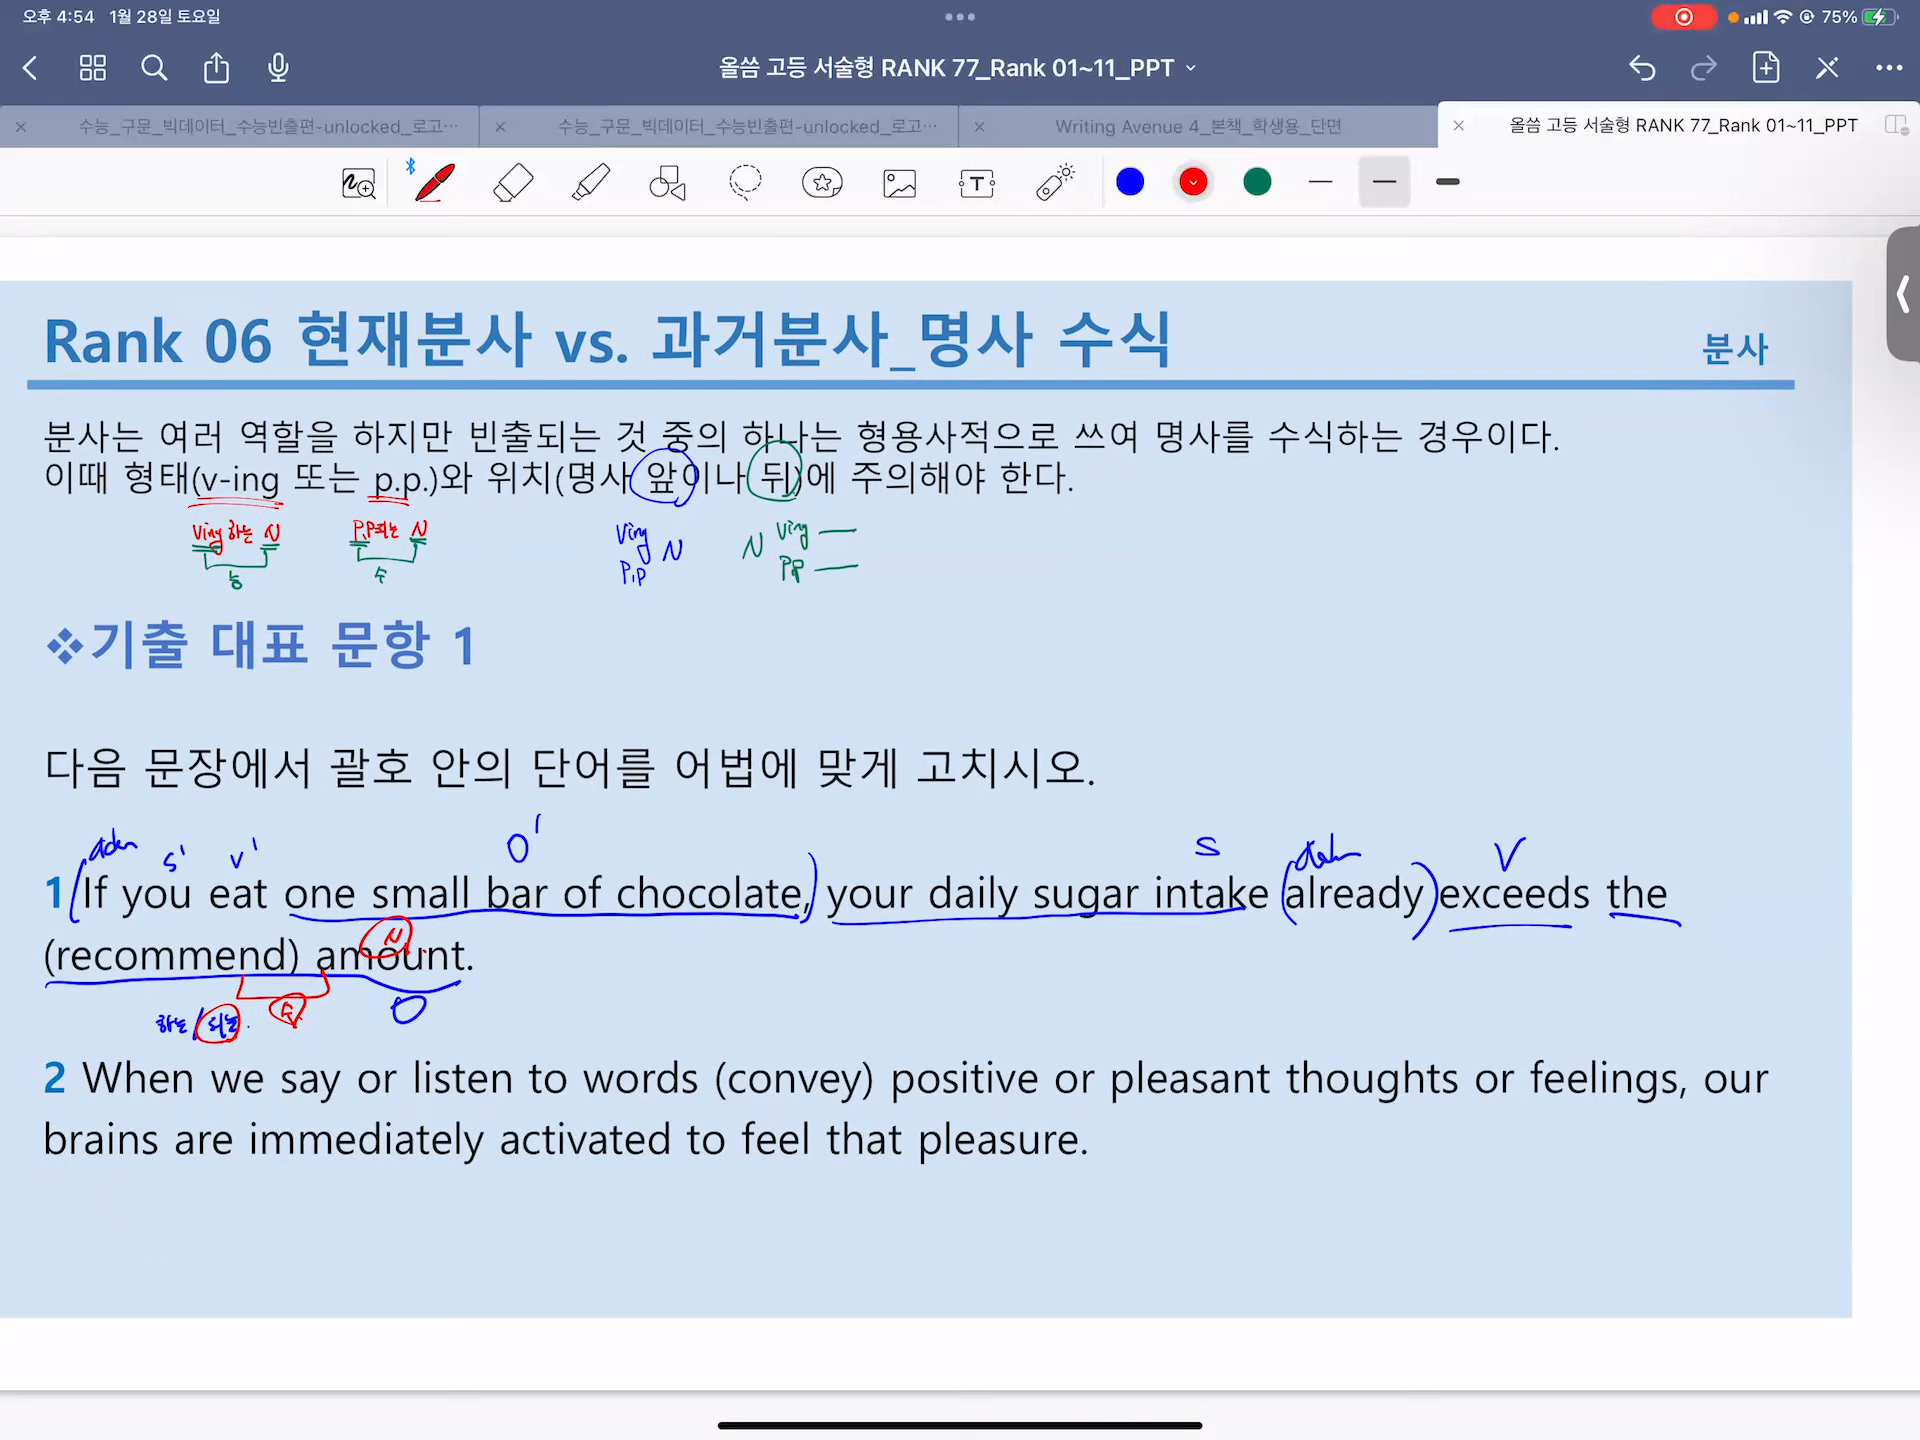 오후 4:54 1월 28일 토요일
75%
올씀 고등 서술형 RANK 77_Rank 01~11_PPT
수능_구문_빅데이터_수능빈출편-unlocked_로고…
수능_구문_빅데이터_수능빈출편-unlocked_로고…
Writing Avenue 4_본책_학생용_단면
올씀 고등 서술형 RANK 77_Rank 01~11_PPT
Rank 06 현재분사 vs. 과거분사_명사 수식
분사
분사는 여러 역할을 하지만 빈출되는 것 중의 하나는 형용사적으로 쓰여 명사를 수식하는 경우이다.
이때 형태(v-ing 또는 p.p.)와 위치(명사 앞이나 뒤)에 주의해야 한다.
Ving 하는 N
P.P되는 N
Ving
P.P
N
N
Ving
P.P
능
수
❖기출 대표 문항 1
다음 문장에서 괄호 안의 단어를 어법에 맞게 고치시오.
S' V' O' S V
1 If you eat one small bar of chocolate, your daily sugar intake already exceeds the
(recommend) amount.
N
하는/되는
수
O
2 When we say or listen to words (convey) positive or pleasant thoughts or feelings, our
brains are immediately activated to feel that pleasure.